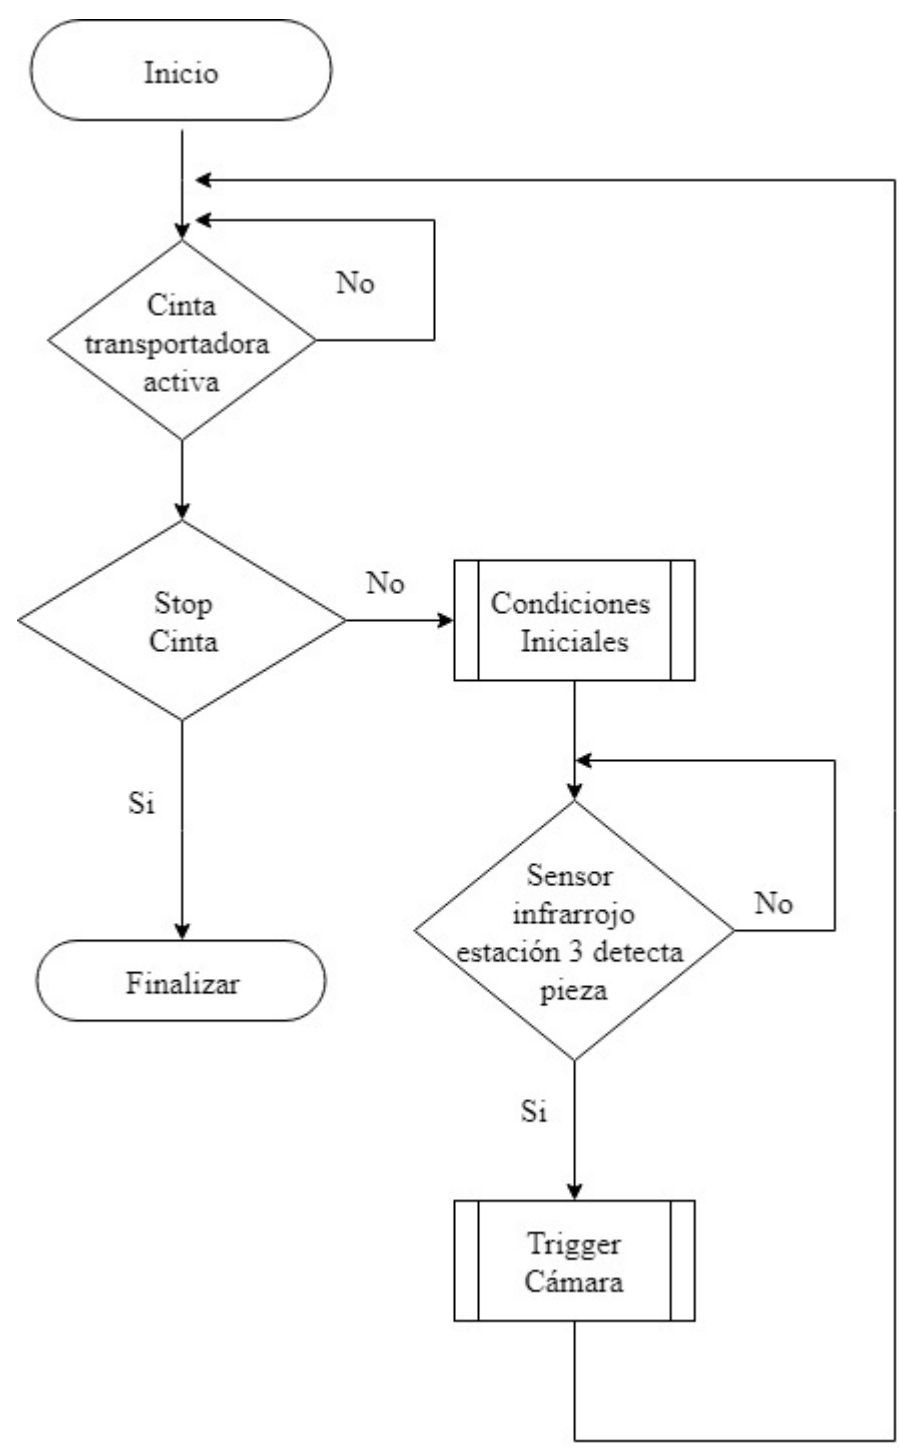 Inicio
No
Cinta
transportadora
activa
Stop
Cinta
No
Condiciones
Iniciales
Si
Sensor
infrarrojo
estación 3 detecta
pieza
No
Finalizar
Si
Trigger
Cámara